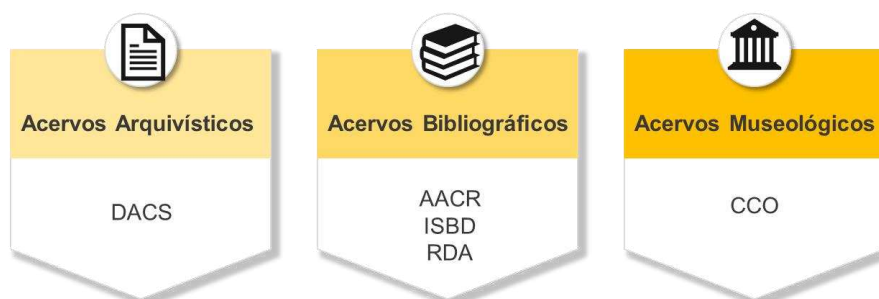 Acervos Arquivísticos
DACS
Acervos Bibliográficos
AACR
ISBD
RDA
Acervos Museológicos
CCO